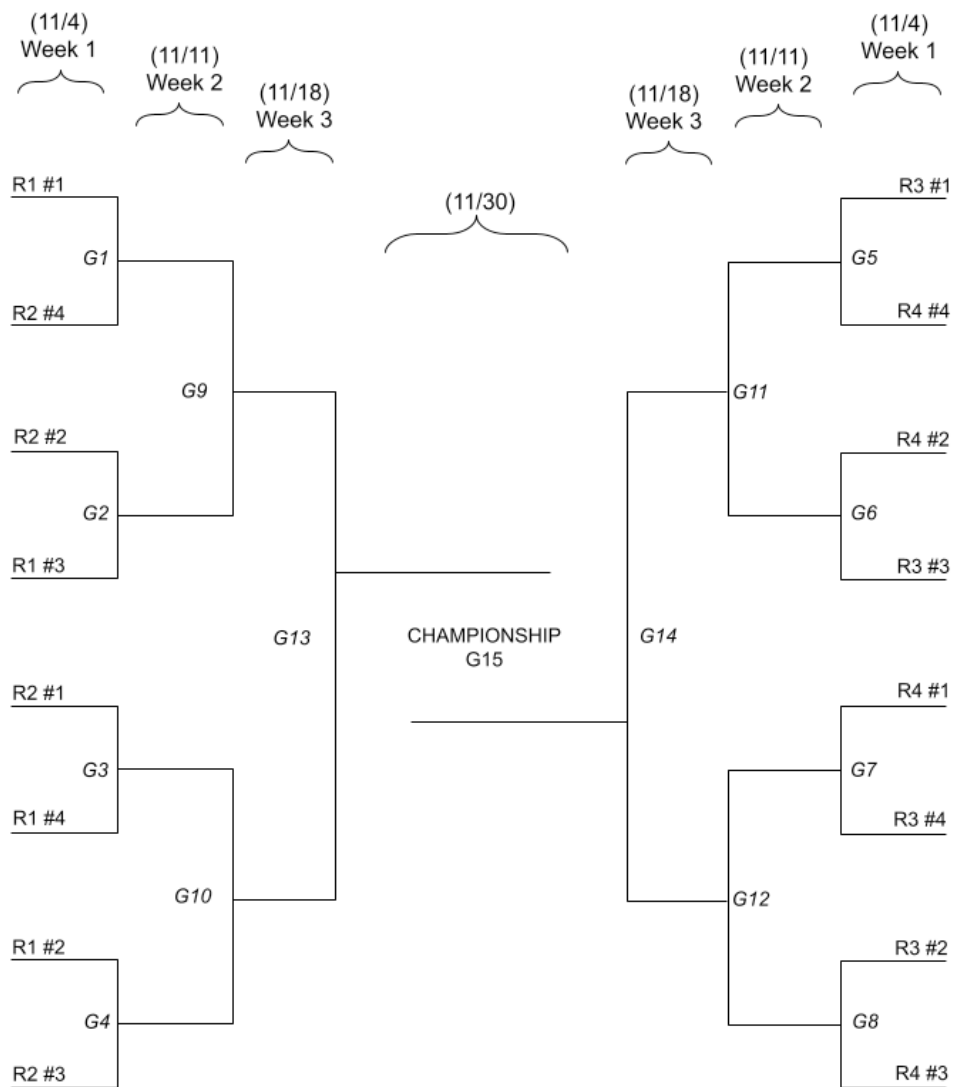 (11/4)
Week 1
(11/11)
Week 2
(11/18)
Week 3
(11/30)
(11/18)
Week 3
(11/11)
Week 2
(11/4)
Week 1
R1 #1
G1
R2 #4
G9
R2 #2
G2
R1 #3
G13
R2 #1
G3
R1 #4
G10
R1 #2
G4
R2 #3
CHAMPIONSHIP
G15
R3 #1
G5
R4 #4
G11
R4 #2
G6
R3 #3
G14
R4 #1
G7
R3 #4
G12
R3 #2
G8
R4 #3